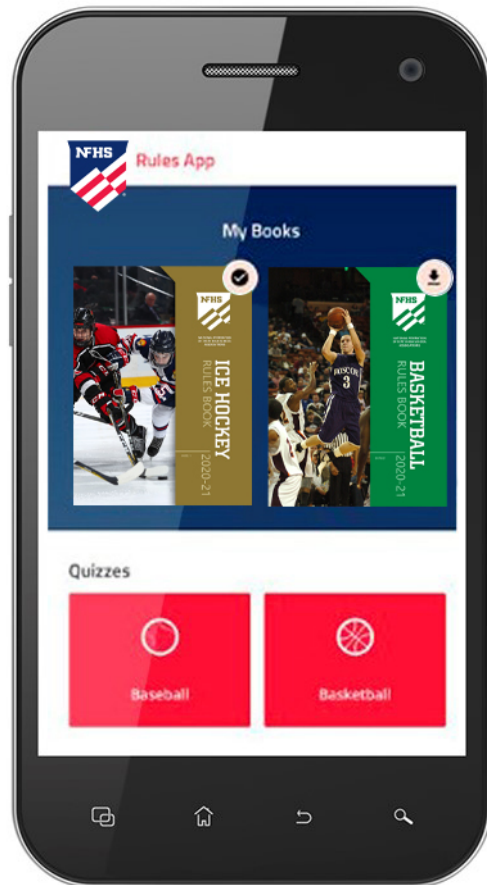 NFHS
Rules App
My Books
NFHS
ICE HOCKEY
RULES BOOK
2020-21
NFHS
BASKETBALL
RULES BOOK
2020-21
3
Quizzes
Baseball
Basketball